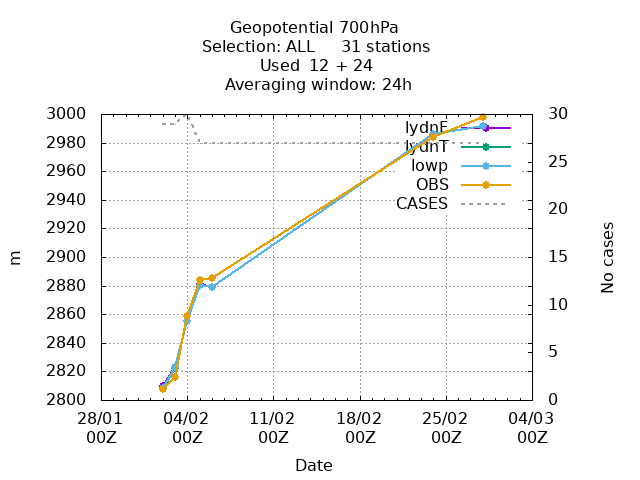 Geopotential 700hPa
Selection: ALL     31 stations
Used  12 + 24
Averaging window: 24h
3000
2980
2960
2940
2920
2900
2880
2860
2840
2820
2800
m
30
25
20
15
10
5
0
No cases
lydnF
lydnT
lowp
OBS
CASES
28/01 04/02 11/02 18/02 25/02 04/03
00Z 00Z 00Z 00Z 00Z 00Z
Date